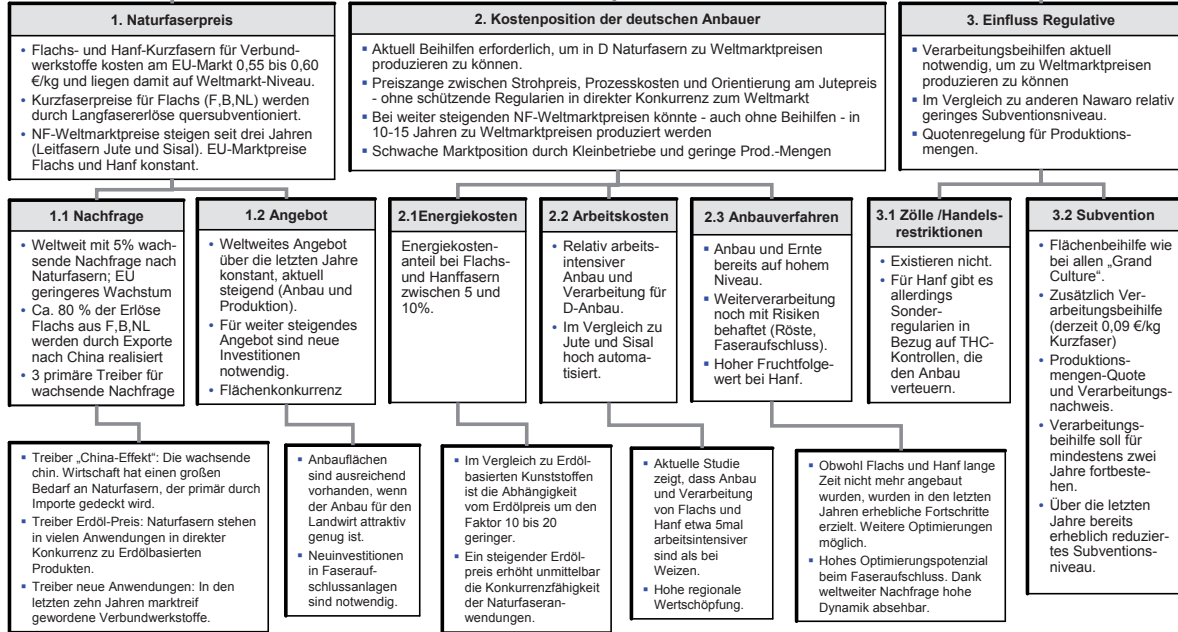 1. Naturfaserpreis
• Flachs- und Hanf-Kurzfasern für Verbund-
werkstoffe kosten am EU-Markt 0,55 bis 0,60
€/kg und liegen damit auf Weltmarkt-Niveau.
• Kurzfaserpreise für Flachs (F,B,NL) werden
durch Langfasererlöse quersubventioniert.
• NF-Weltmarktpreise steigen seit drei Jahren
(Leitfasern Jute und Sisal). EU-Marktpreise
Flachs und Hanf konstant.
2. Kostenposition der deutschen Anbauer
▪ Aktuell Beihilfen erforderlich, um in D Naturfasern zu Weltmarktpreisen
produzieren zu können.
▪ Preiszange zwischen Strohpreis, Prozesskosten und Orientierung am Jutepreis
- ohne schützende Regularien in direkter Konkurrenz zum Weltmarkt
▪ Bei weiter steigenden NF-Weltmarktpreisen könnte - auch ohne Beihilfen - in
10-15 Jahren zu Weltmarktpreisen produziert werden
▪ Schwache Marktposition durch Kleinbetriebe und geringe Prod.-Mengen
3. Einfluss Regulative
▪ Verarbeitungsbeihilfen aktuell
notwendig, um zu Weltmarktpreisen
produzieren zu können
▪ Im Vergleich zu anderen Nawaro relativ
geringes Subventionsniveau.
▪ Quotenregelung für Produktions-
mengen.
1.1 Nachfrage
• Weltweit mit 5% wach-
sende Nachfrage nach
Naturfasern; EU
geringeres Wachstum
• Ca. 80 % der Erlöse
Flachs aus F,B,NL
werden durch Exporte
nach China realisiert
• 3 primäre Treiber für
wachsende Nachfrage
1.2 Angebot
• Weltweites Angebot
über die letzten Jahre
konstant, aktuell
steigend (Anbau und
Produktion).
• Für weiter steigendes
Angebot sind neue
Investitionen
notwendig.
• Flächenkonkurrenz
2.1Energiekosten
Energiekosten-
anteil bei Flachs-
und Hanffasern
zwischen 5 und
10%.
2.2 Arbeitskosten
• Relativ arbeits-
intensiver
Anbau und
Verarbeitung für
D-Anbau.
• Im Vergleich zu
Jute und Sisal
hoch automa-
tisiert.
2.3 Anbauverfahren
▪ Anbau und Ernte
bereits auf hohem
Niveau.
▪ Weiterverarbeitung
noch mit Risiken
behaftet (Röste,
Faseraufschluss).
▪ Hoher Fruchtfolge-
wert bei Hanf.
3.1 Zölle /Handels-
restriktionen
• Existieren nicht.
• Für Hanf gibt es
allerdings
Sonder-
regularien in
Bezug auf THC-
Kontrollen, die
den Anbau
verteuern.
3.2 Subvention
• Flächenbeihilfe wie
bei allen „Grand
Culture“.
• Zusätzlich Ver-
arbeitungsbeihilfe
(derzeit 0,09 €/kg
Kurzfaser)
• Produktions-
mengen-Quote
und Verarbeitungs-
nachweis.
• Verarbeitungs-
beihilfe soll für
mindestens zwei
Jahre fortbeste-
hen.
• Über die letzten
Jahre bereits
erheblich reduzier-
tes Subventions-
niveau.
▪ Treiber „China-Effekt“: Die wachsende
chin. Wirtschaft hat einen großen
Bedarf an Naturfasern, der primär durch
Importe gedeckt wird.
▪ Treiber Erdöl-Preis: Naturfasern stehen
in vielen Anwendungen in direkter
Konkurrenz zu Erdölbasierten
Produkten.
▪ Treiber neue Anwendungen: In den
letzten zehn Jahren marktreif
gewordene Verbundwerkstoffe.
▪ Anbauflächen
sind ausreichend
vorhanden, wenn
der Anbau für den
Landwirt attraktiv
genug ist.
▪ Neuinvestitionen
in Faserauf-
schlussanlagen
sind notwendig.
▪ Im Vergleich zu Erdöl-
basierten Kunststoffen
ist die Abhängigkeit
vom Erdölpreis um den
Faktor 10 bis 20
geringer.
▪ Ein steigender Erdöl-
preis erhöht unmittelbar
die Konkurrenzfähigkeit
der Naturfaseran-
wendungen.
▪ Aktuelle Studie
zeigt, dass Anbau
und Verarbeitung
von Flachs und
Hanf etwa 5mal
arbeitsintensiver
sind als bei
Weizen.
▪ Hohe regionale
Wertschöpfung.
▪ Obwohl Flachs und Hanf lange
Zeit nicht mehr angebaut
wurden, wurden in den letzten
Jahren erhebliche Fortschritte
erzielt. Weitere Optimierungen
möglich.
▪ Hohes Optimierungspotenzial
beim Faseraufschluss. Dank
weltweiter Nachfrage hohe
Dynamik absehbar.